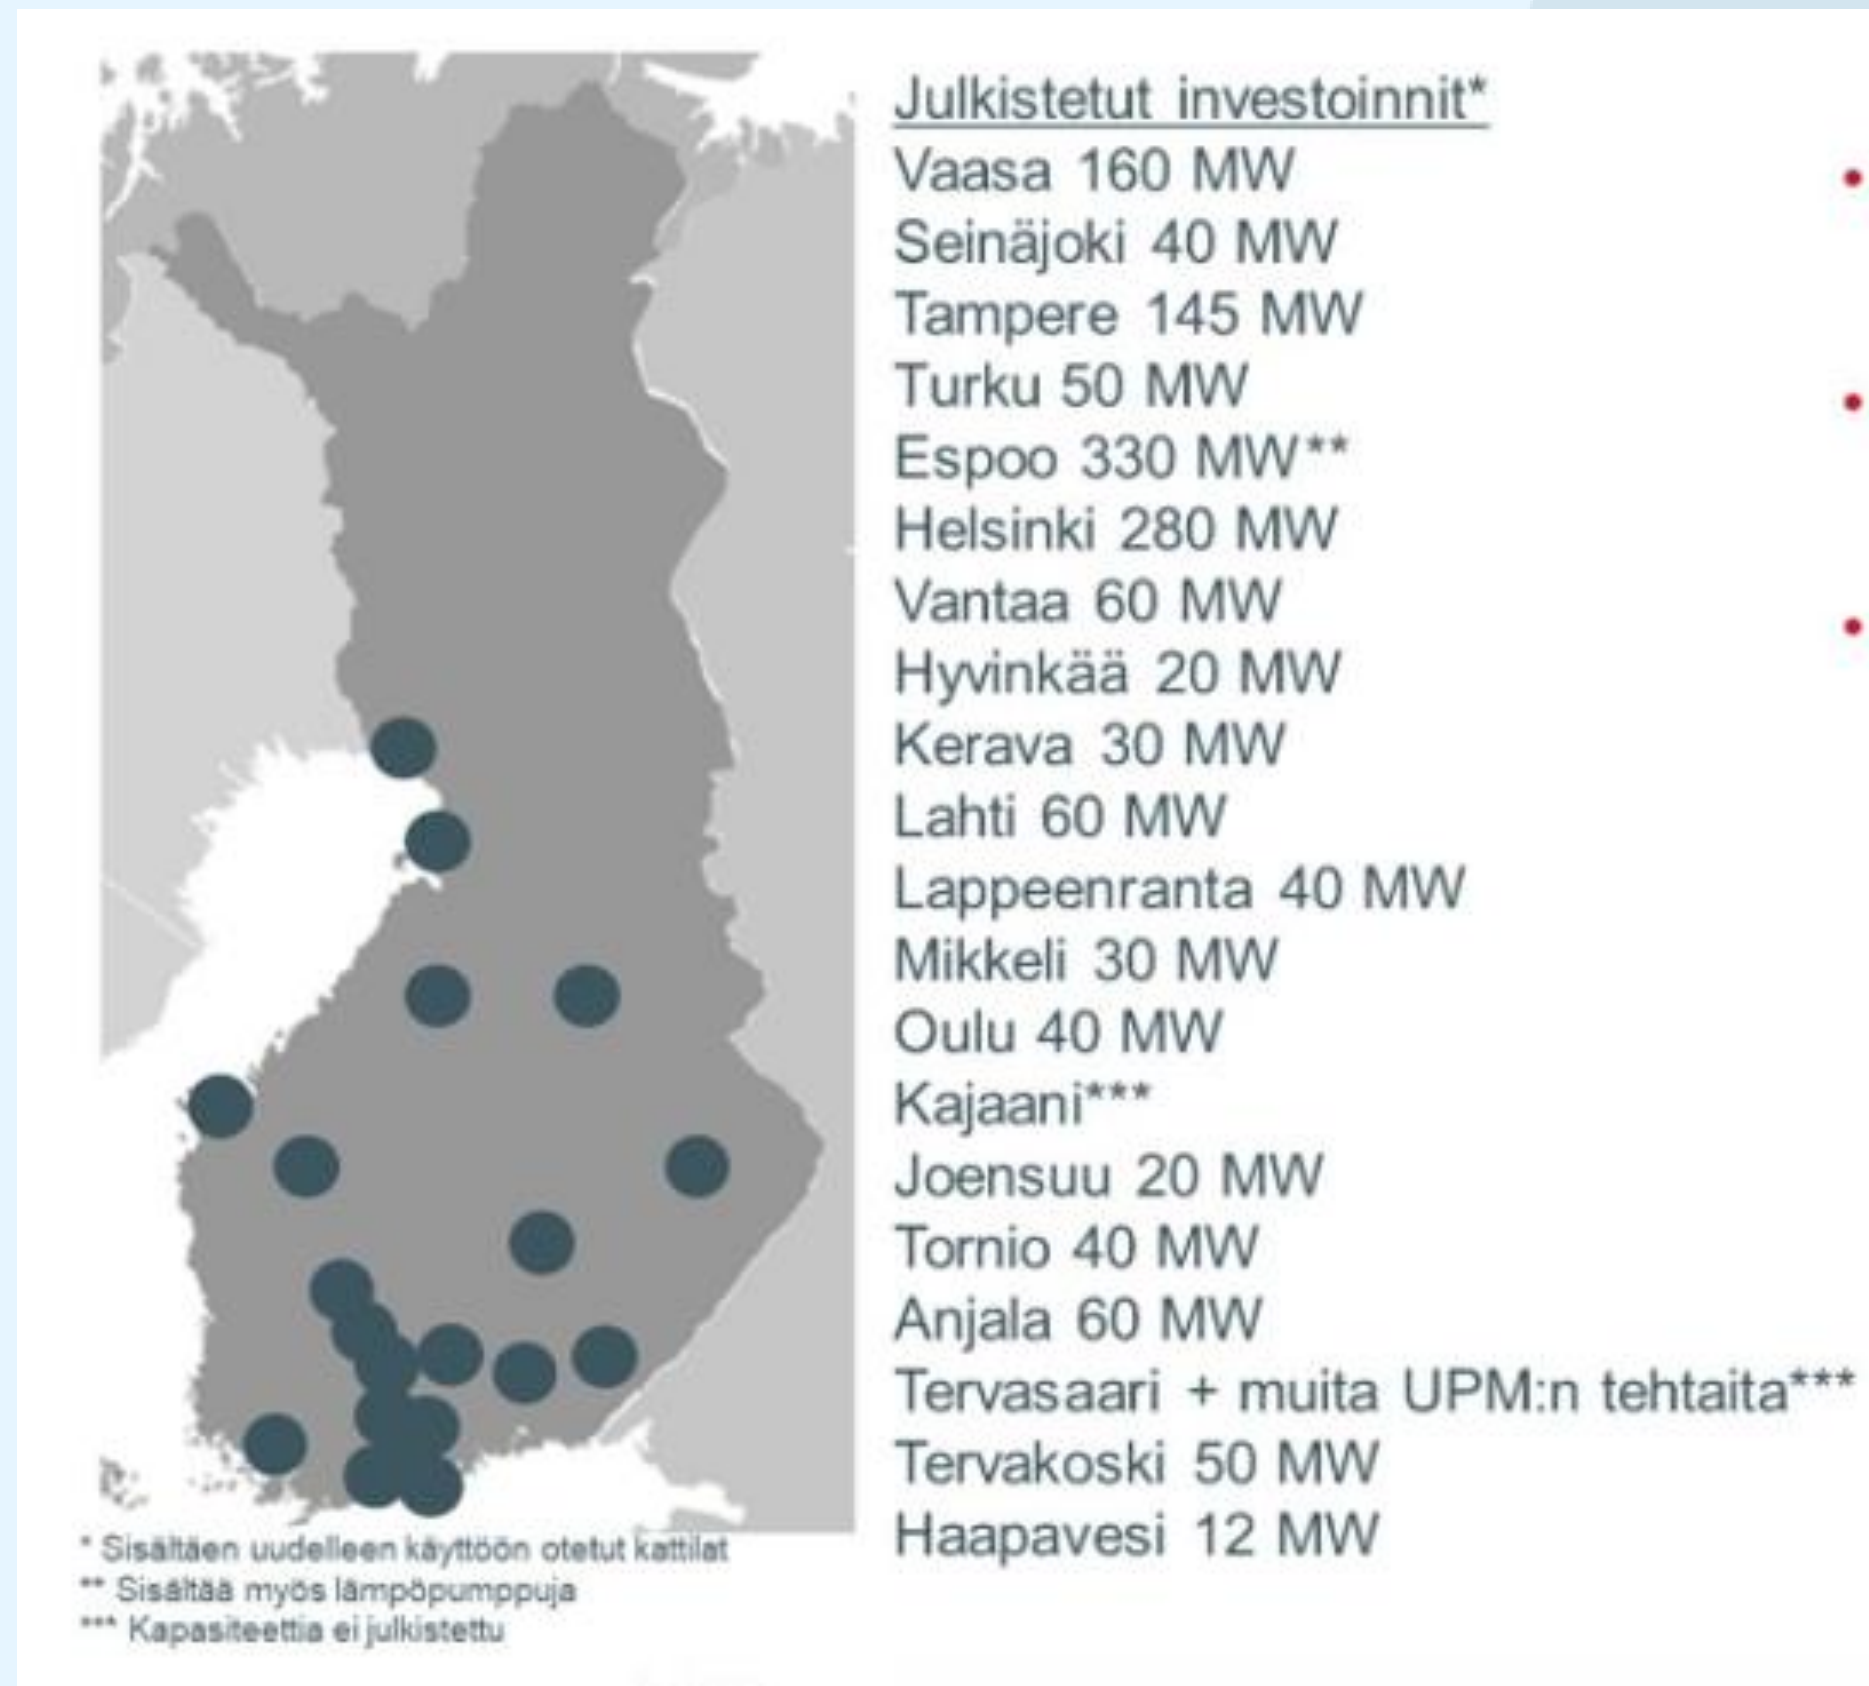 Julkistetut investoinnit*
Vaasa 160 MW
Seinäjoki 40 MW
Tampere 145 MW
Turku 50 MW
Espoo 330 MW**
Helsinki 280 MW
Vantaa 60 MW
Hyvinkää 20 MW
Kerava 30 MW
Lahti 60 MW
Lappeenranta 40 MW
Mikkeli 30 MW
Oulu 40 MW
Kajaani***
Joensuu 20 MW
Tornio 40 MW
Anjala 60 MW
Tervasaari + muita UPM:n tehtaita***
Tervakoski 50 MW
Haapavesi 12 MW
* Sisältäen uudelleen käyttöön otetut kattilat
** Sisältää myös lämpöpumppuja
*** Kapasiteettia ei julkistettu